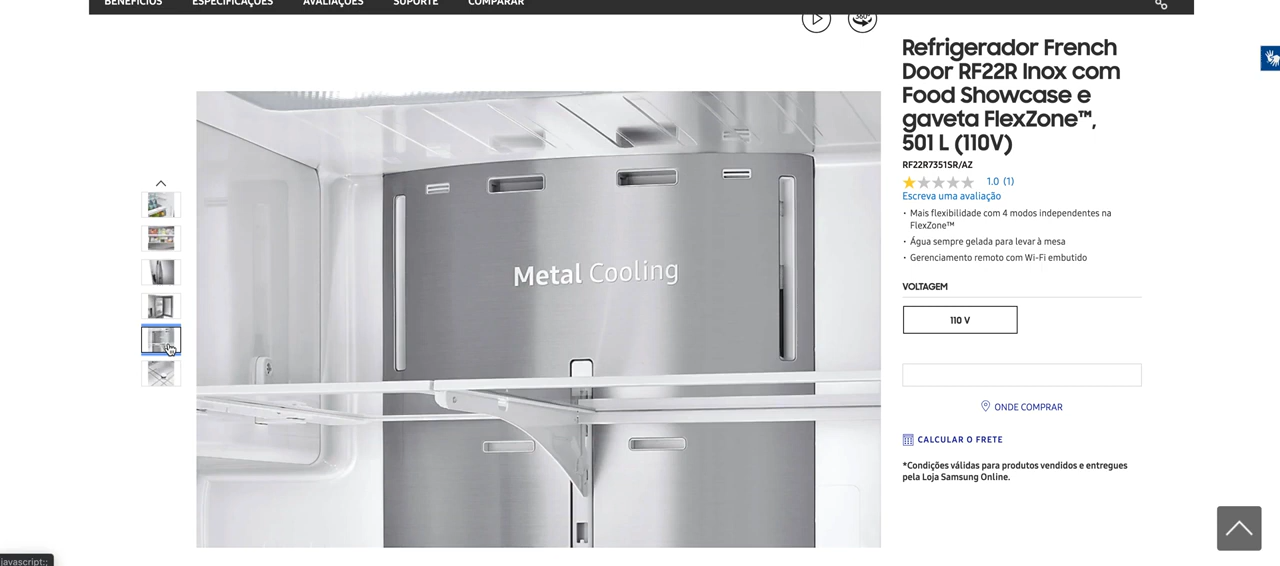 BENEFÍCIOS ESPECIFICAÇÕES AVALIAÇÕES SUPORTE COMPARAR
360°
Refrigerador French
Door RF22R Inox com
Food Showcase e
gaveta FlexZone™,
501 L (110V)
RF22R7351SR/AZ
1.0 (1)
Escreva uma avaliação
• Mais flexibilidade com 4 modos independentes na
FlexZone™
• Água sempre gelada para levar à mesa
• Gerenciamento remoto com Wi-Fi embutido
VOLTAGEM
110 V
ONDE COMPRAR
CALCULAR O FRETE
*Condições válidas para produtos vendidos e entregues
pela Loja Samsung Online.
Metal Cooling
javascript:;